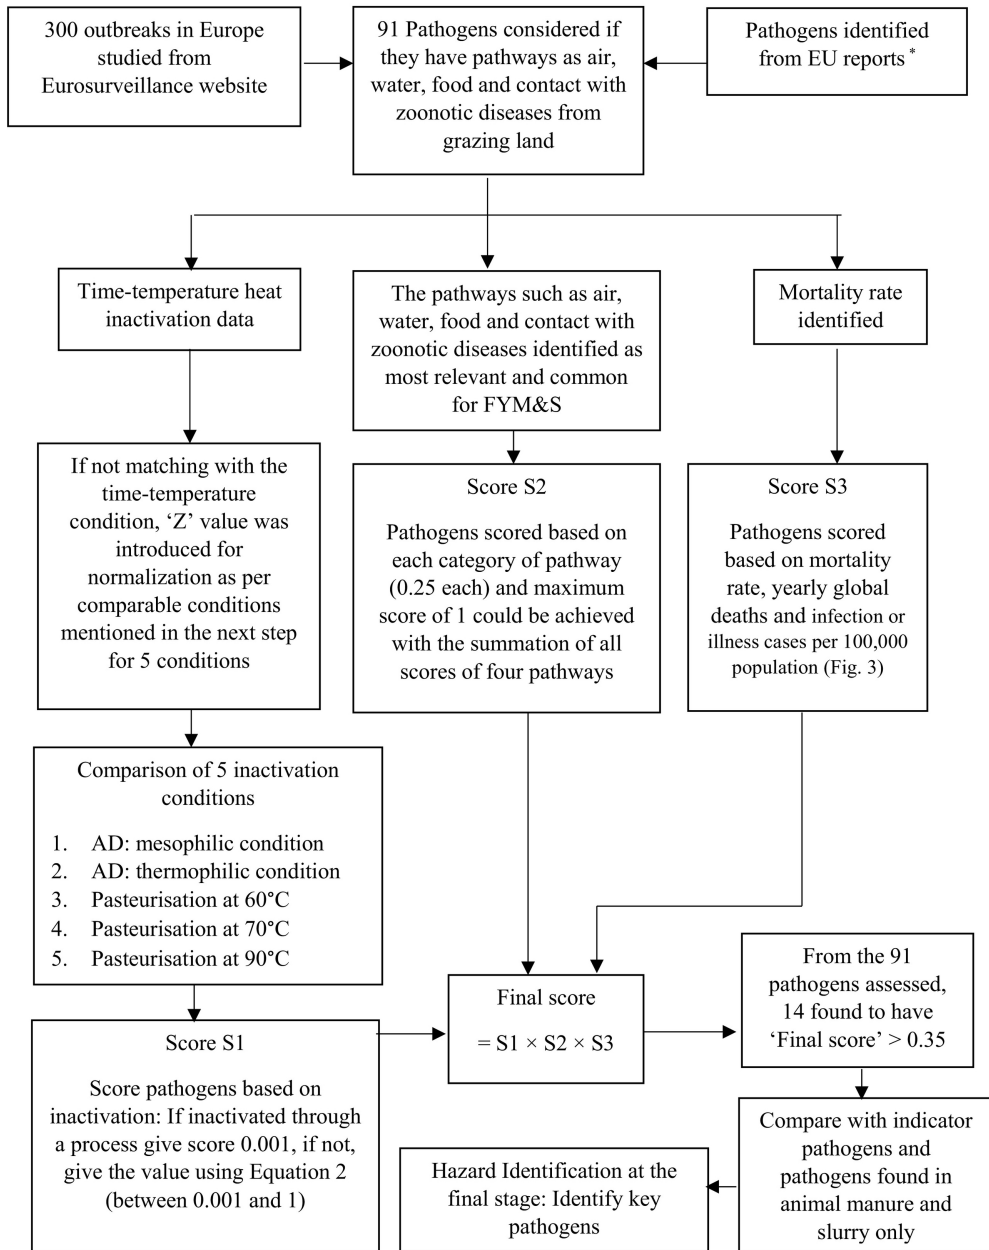 300 outbreaks in Europe
studied from
Eurosurveillance website
91 Pathogens considered if
they have pathways as air,
water, food and contact with
zoonotic diseases from
grazing land
Pathogens identified
from EU reports *
Time-temperature heat
inactivation data
The pathways such as air,
water, food and contact with
zoonotic diseases identified as
most relevant and common
for FYM&S
Mortality rate
identified
If not matching with the
time-temperature
condition, ‘Z’ value was
introduced for
normalization as per
comparable conditions
mentioned in the next step
for 5 conditions
Score S2
Pathogens scored based on
each category of pathway
(0.25 each) and maximum
score of 1 could be achieved
with the summation of all
scores of four pathways
Score S3
Pathogens scored
based on mortality
rate, yearly global
deaths and infection or
illness cases per 100,000
population (Fig. 3)
Comparison of 5 inactivation
conditions
1. AD: mesophilic condition
2. AD: thermophilic condition
3. Pasteurisation at 60°C
4. Pasteurisation at 70°C
5. Pasteurisation at 90°C
Score S1
Score pathogens based on
inactivation: If inactivated through
a process give score 0.001, if not,
give the value using Equation 2
(between 0.001 and 1)
Final score
= S1 × S2 × S3
From the 91
pathogens assessed,
14 found to have
‘Final score’ > 0.35
Compare with indicator
pathogens and
pathogens found in
animal manure and
slurry only
Hazard Identification at the
final stage: Identify key
pathogens